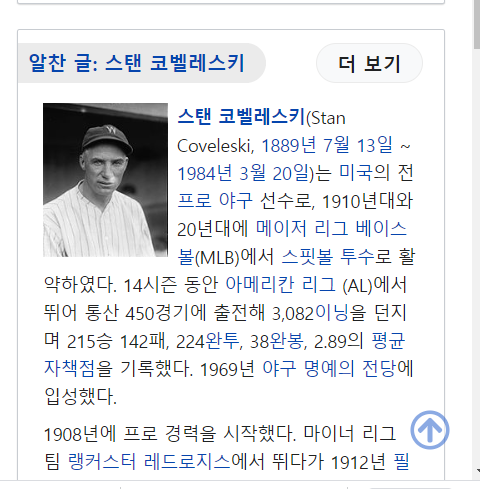 알찬 글: 스탠 코벨레스키
더 보기
스탠 코벨레스키(Stan
Coveleski, 1889년 7월 13일 ~
1984년 3월 20일)는 미국의 전
프로 야구 선수로, 1910년대와
20년대에 메이저 리그 베이스
볼(MLB)에서 스핏볼 투수로 활
약하였다. 14시즌 동안 아메리칸 리그 (AL)에서
뛰어 통산 450경기에 출전해 3,082이닝을 던지
며 215승 142패, 224완투, 38완봉, 2.89의 평균
자책점을 기록했다. 1969년 야구 명예의 전당에
입성했다.
1908년에 프로 경력을 시작했다. 마이너 리그
팀 랭커스터 레드로지스에서 뛰다가 1912년 필